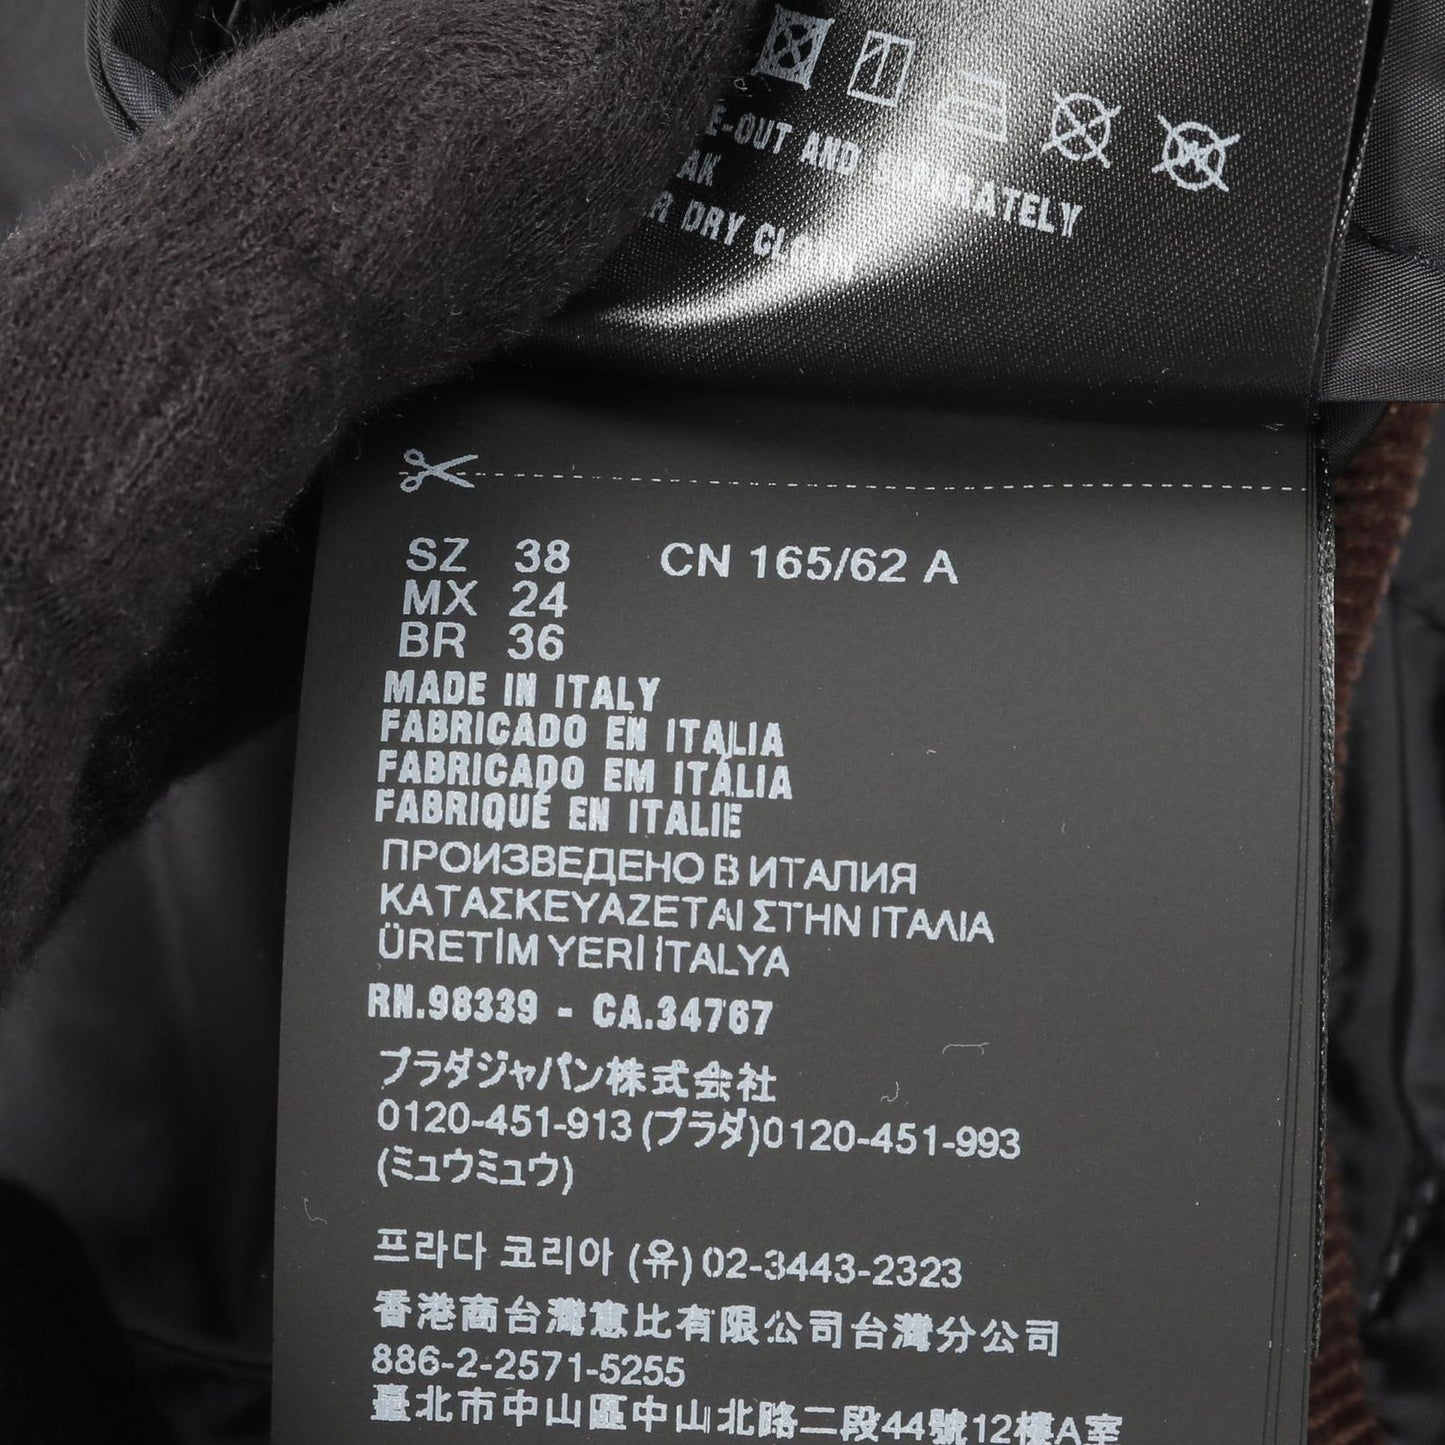 E-OUT AND SEPARATELY
AK
R DRY
SZ 38 CN 165/62 A
MX 24
BR 36
MADE IN ITALY
FABRICADO EN ITALIA
FABRICADO EM ITÁLIA
FABRIQUÉ EN ITALIE
ПРОИЗВЕДЕНО В ИТАЛИЯ
ΚΑΤΑΣΚΕΥΑΖΕΤΑΙ ΣΤΗΝ ΙΤΑΛΙΑ
ÜRETİM YERİ İTALYA
RN.98339 - CA.34767
プラダジャパン株式会社
0120-451-913 (プラダ)0120-451-993
(ミュウミュウ)
프라다 코리아 (유) 02-3443-2323
香港商台灣意比有限公司台灣分公司
886-2-2571-5255
臺北市中山區中山北路二段44號12樓A室